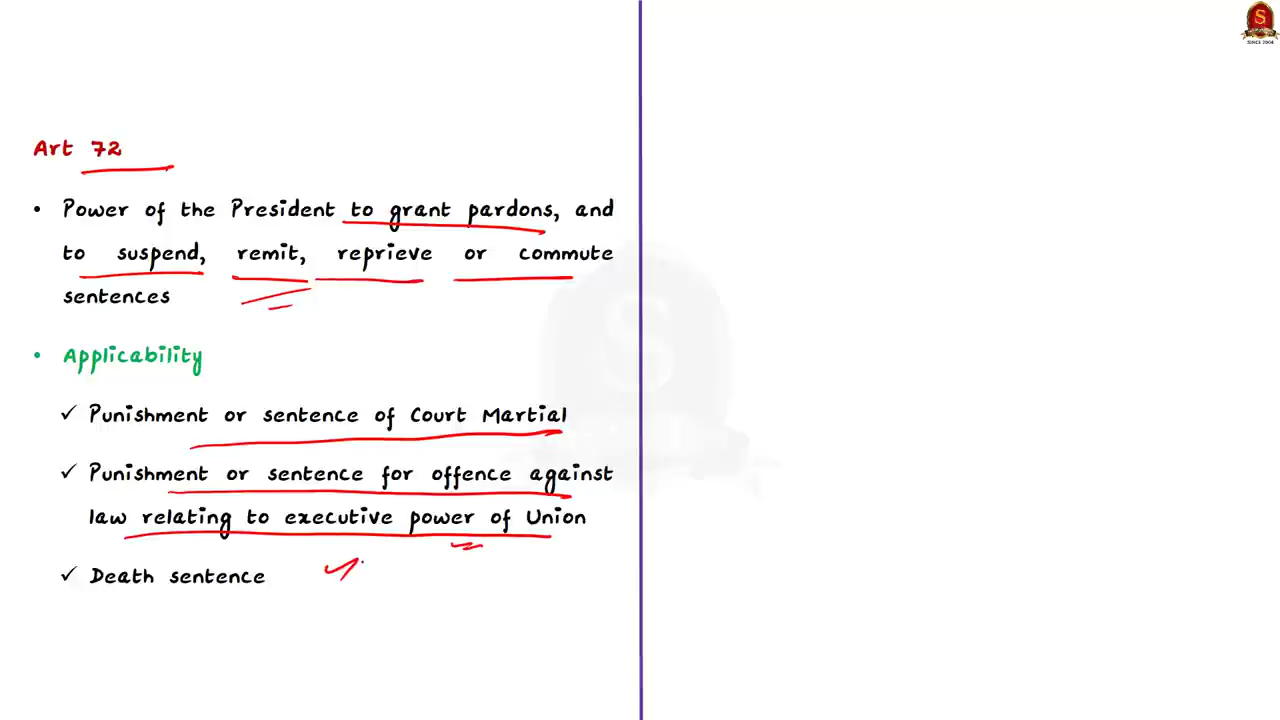 S
SINCE 2004
Art 72
• Power of the President to grant pardons, and
to suspend, remit, reprieve or commute
sentences
• Applicability
✓ Punishment or sentence of Court Martial
✓ Punishment or sentence for offence against
law relating to executive power of Union
✓ Death sentence